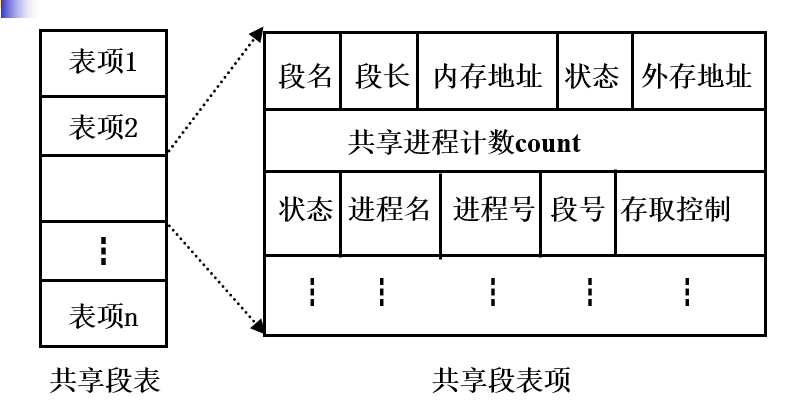 表项1
表项2
表项n
共享段表
段名 段长 内存地址 状态 外存地址
共享进程计数count
状态 进程名 进程号 段号 存取控制
共享段表项